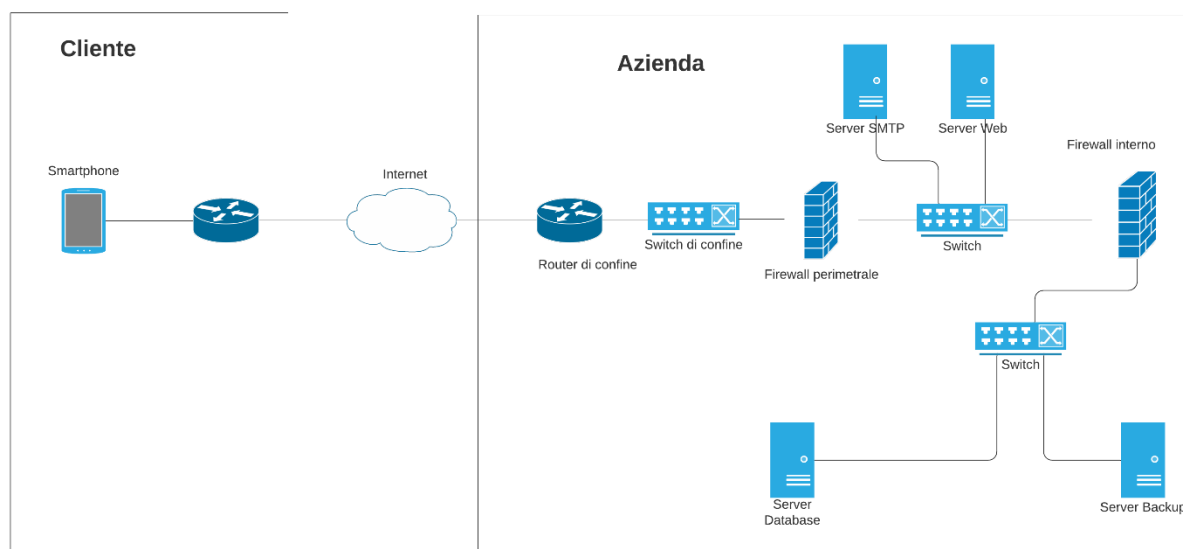 Cliente
Azienda
Server SMTP
Server Web
Firewall interno
Smartphone
Internet
Switch di confine
Switch
Router di confine
Firewall perimetrale
Switch
Server
Database
Server Backup